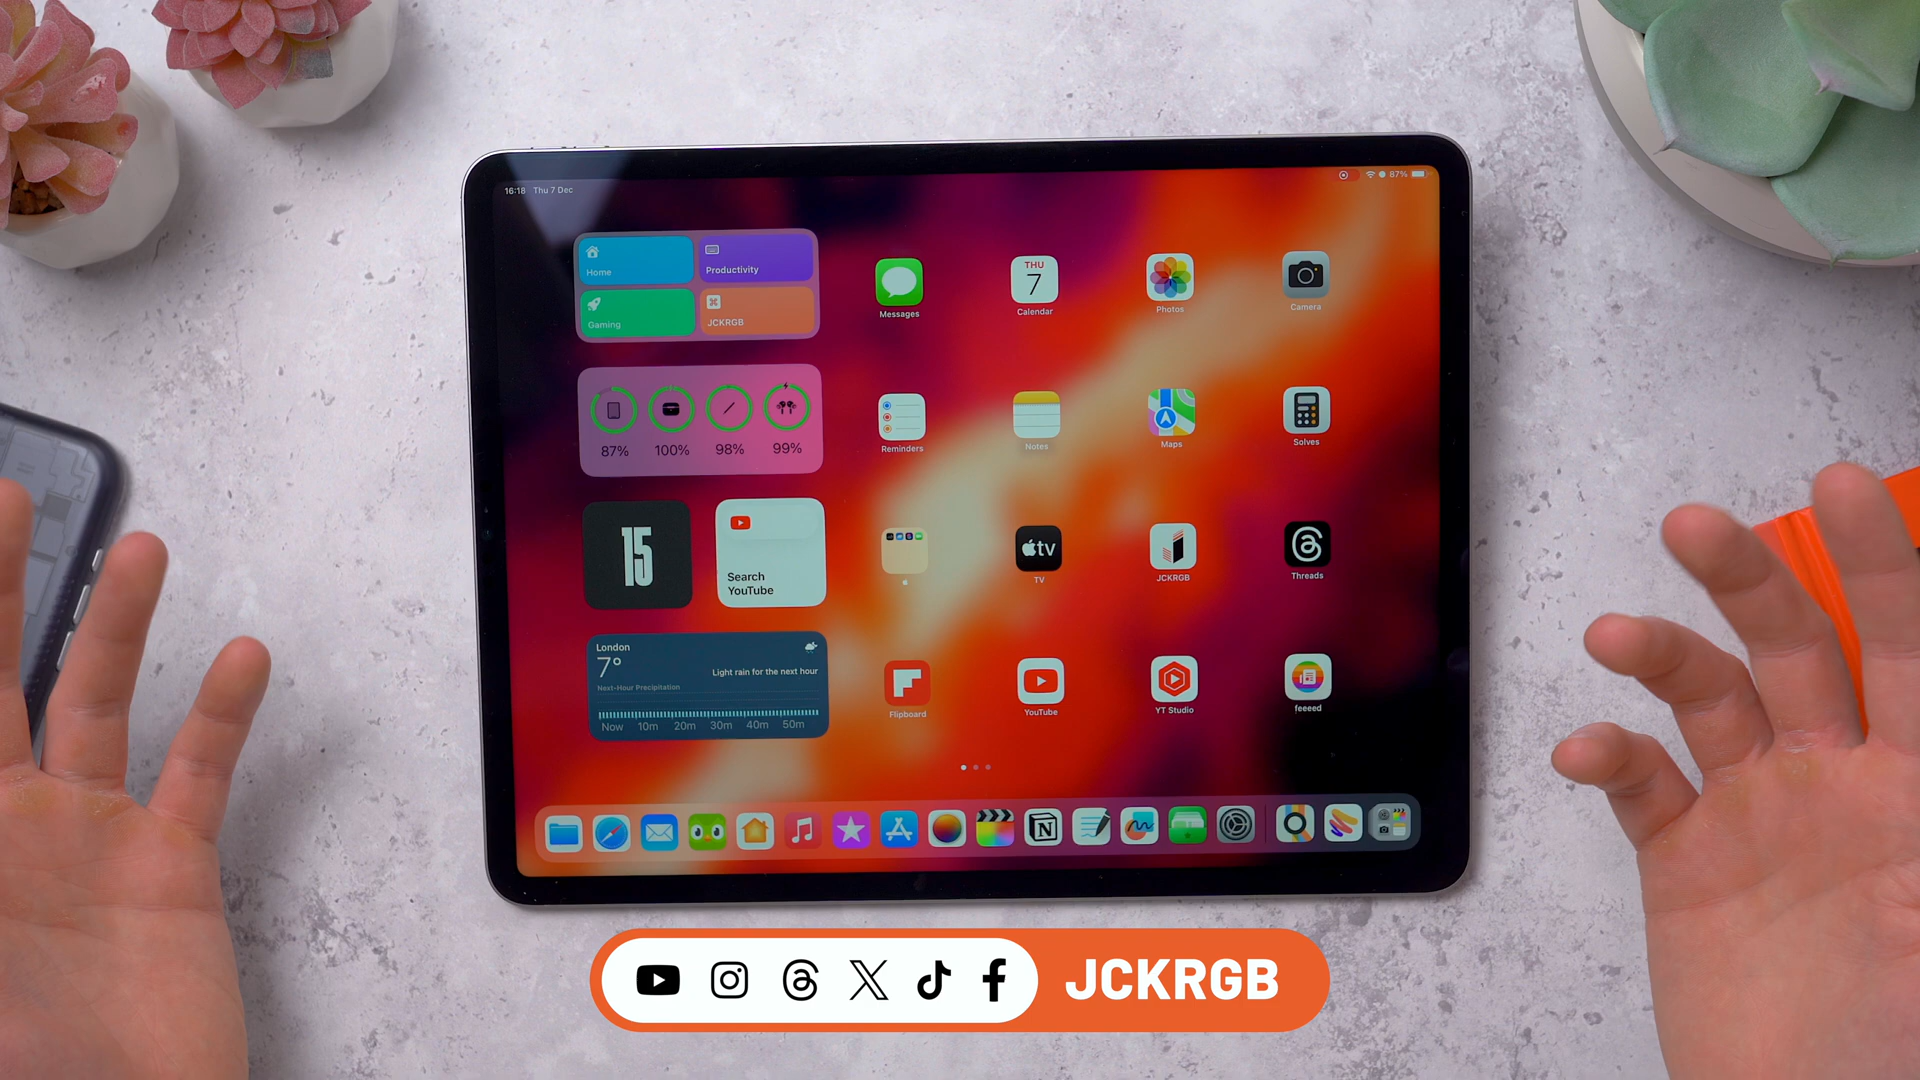 16:18 Thu 7 Dec
87%
Home
Productivity
Gaming
JCKRGB
87% 100% 98% 99%
15
Search
YouTube
London
7°
Light rain for the next hour
Next-Hour Precipitation
Now 10m 20m 30m 40m 50m
Messages
THU
7
Calendar
Photos
Camera
Reminders
Notes
Maps
Solves
tv
TV
JCKRGB
Threads
Flipboard
YouTube
YT Studio
feeeed
N
JCKRGB